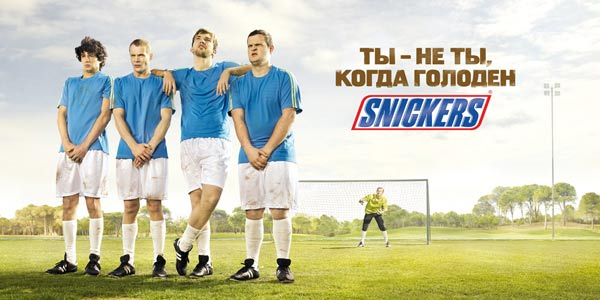 ТЫ – НЕ ТЫ,
КОГДА ГОЛОДЕН
SNICKERS